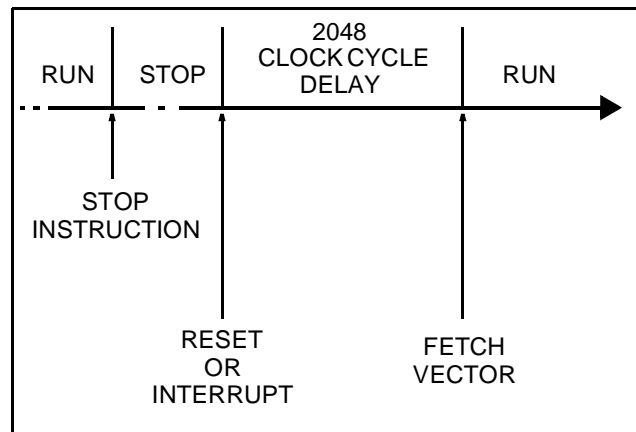 2048
CLOCK CYCLE
DELAY
RUN
STOP
RUN
STOP
INSTRUCTION
RESET
OR
INTERRUPT
FETCH
VECTOR